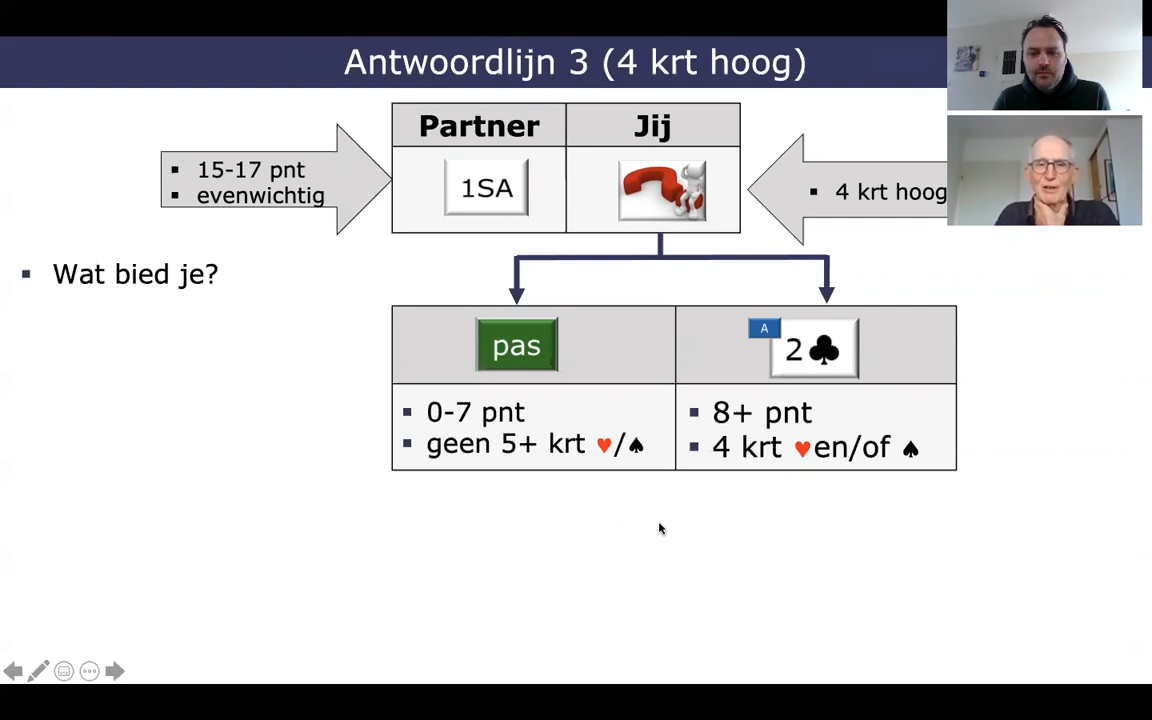 Antwoordlijn 3 (4 krt hoog)
Partner
Jij
▪ 15-17 pnt
▪ evenwichtig
1SA
▪ 4 krt hoog
▪ Wat bied je?
pas
A
2 ♣
▪ 0-7 pnt
▪ geen 5+ krt ♥/♠
▪ 8+ pnt
▪ 4 krt ♥en/of ♠